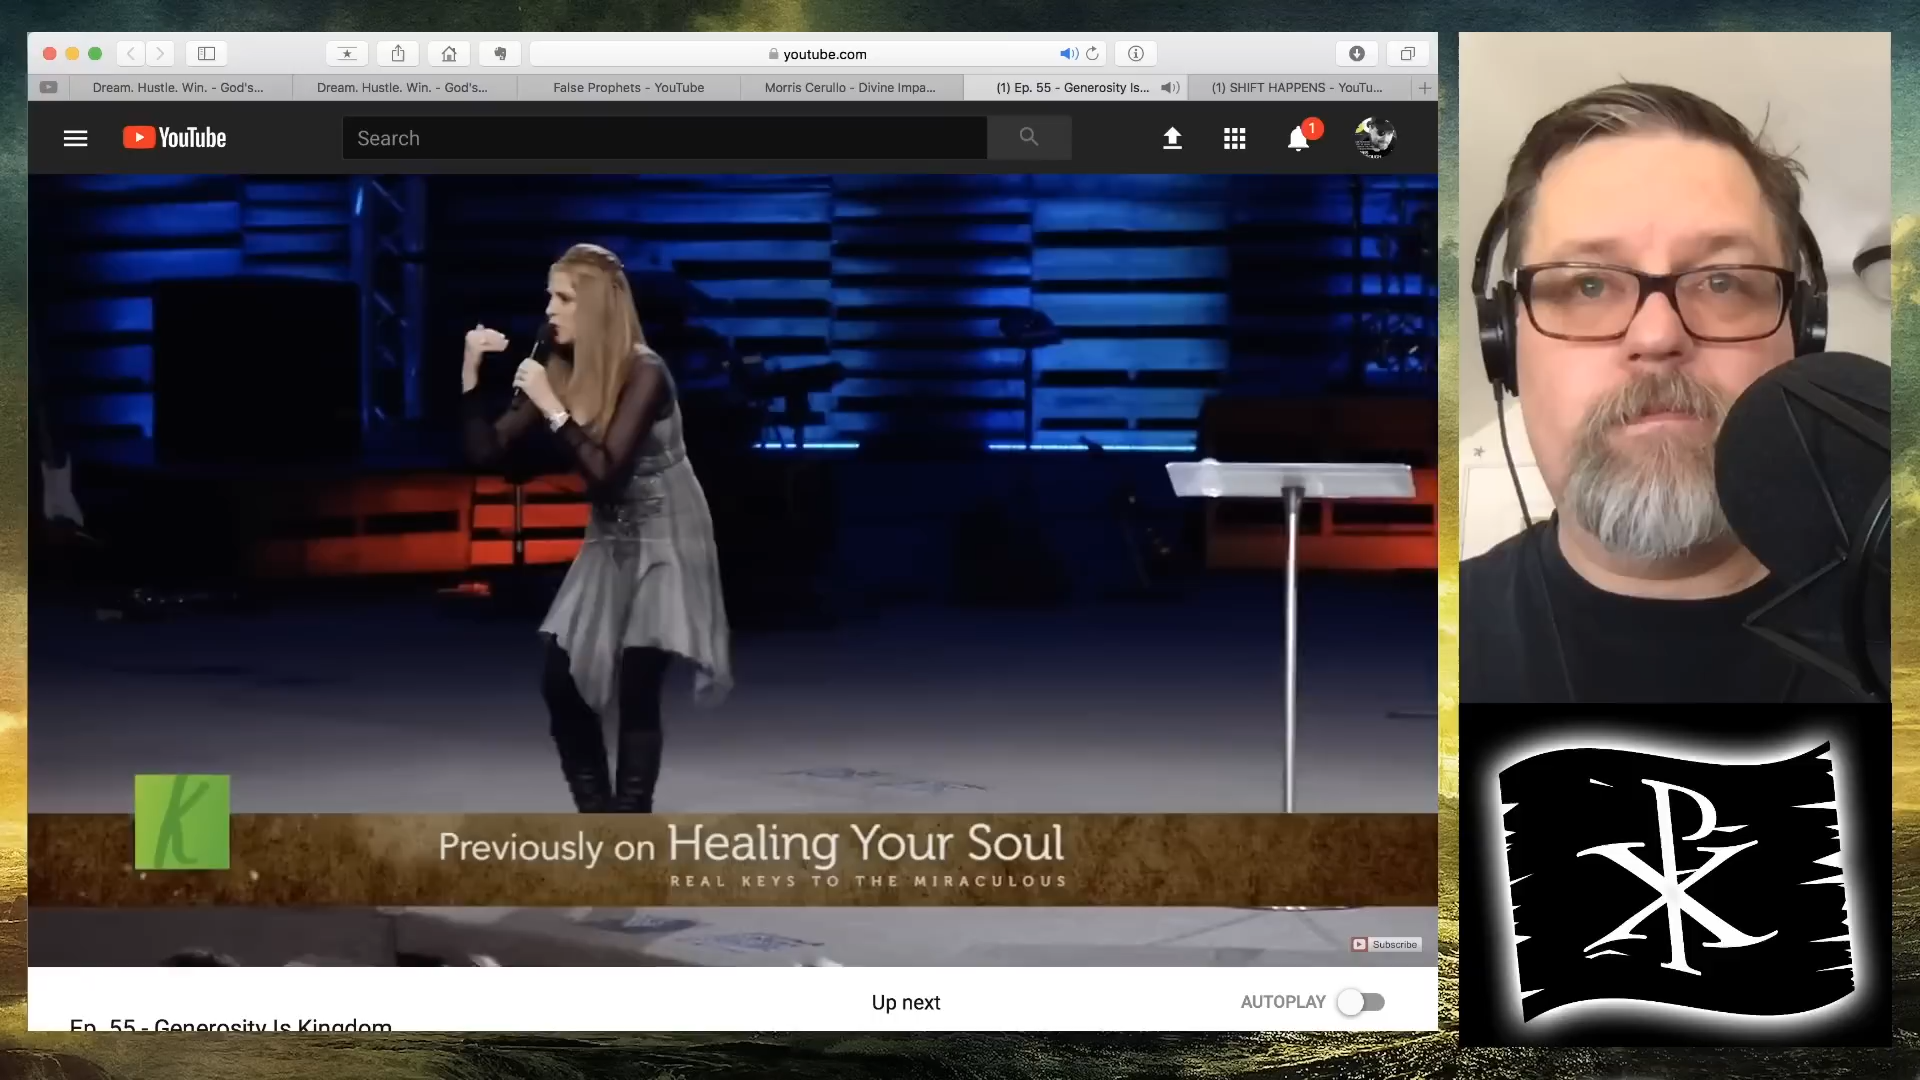 youtube.com
Dream. Hustle. Win. - God's...
Dream. Hustle. Win. - God's...
False Prophets - YouTube
Morris Cerullo - Divine Impa...
(1) Ep. 55 - Generosity Is...
(1) SHIFT HAPPENS - YouTu...
YouTube
Search
1
K
Previously on Healing Your Soul
REAL KEYS TO THE MIRACULOUS
Subscribe
Up next
AUTOPLAY
Ep. 55 - Generosity Is Kingdom